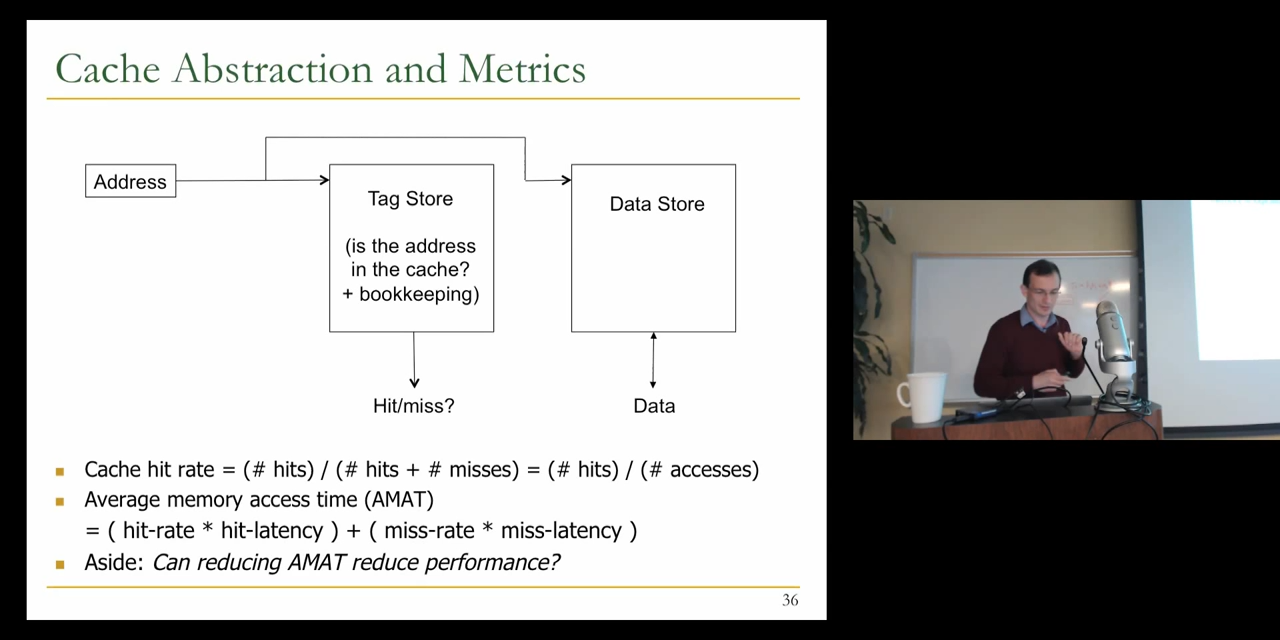 Cache Abstraction and Metrics
Address
Tag Store
(is the address
in the cache?
+ bookkeeping)
Data Store
Hit/miss?
Data
Cache hit rate = (# hits) / (# hits + # misses) = (# hits) / (# accesses)
Average memory access time (AMAT)
= ( hit-rate * hit-latency ) + ( miss-rate * miss-latency )
Aside: Can reducing AMAT reduce performance?
36